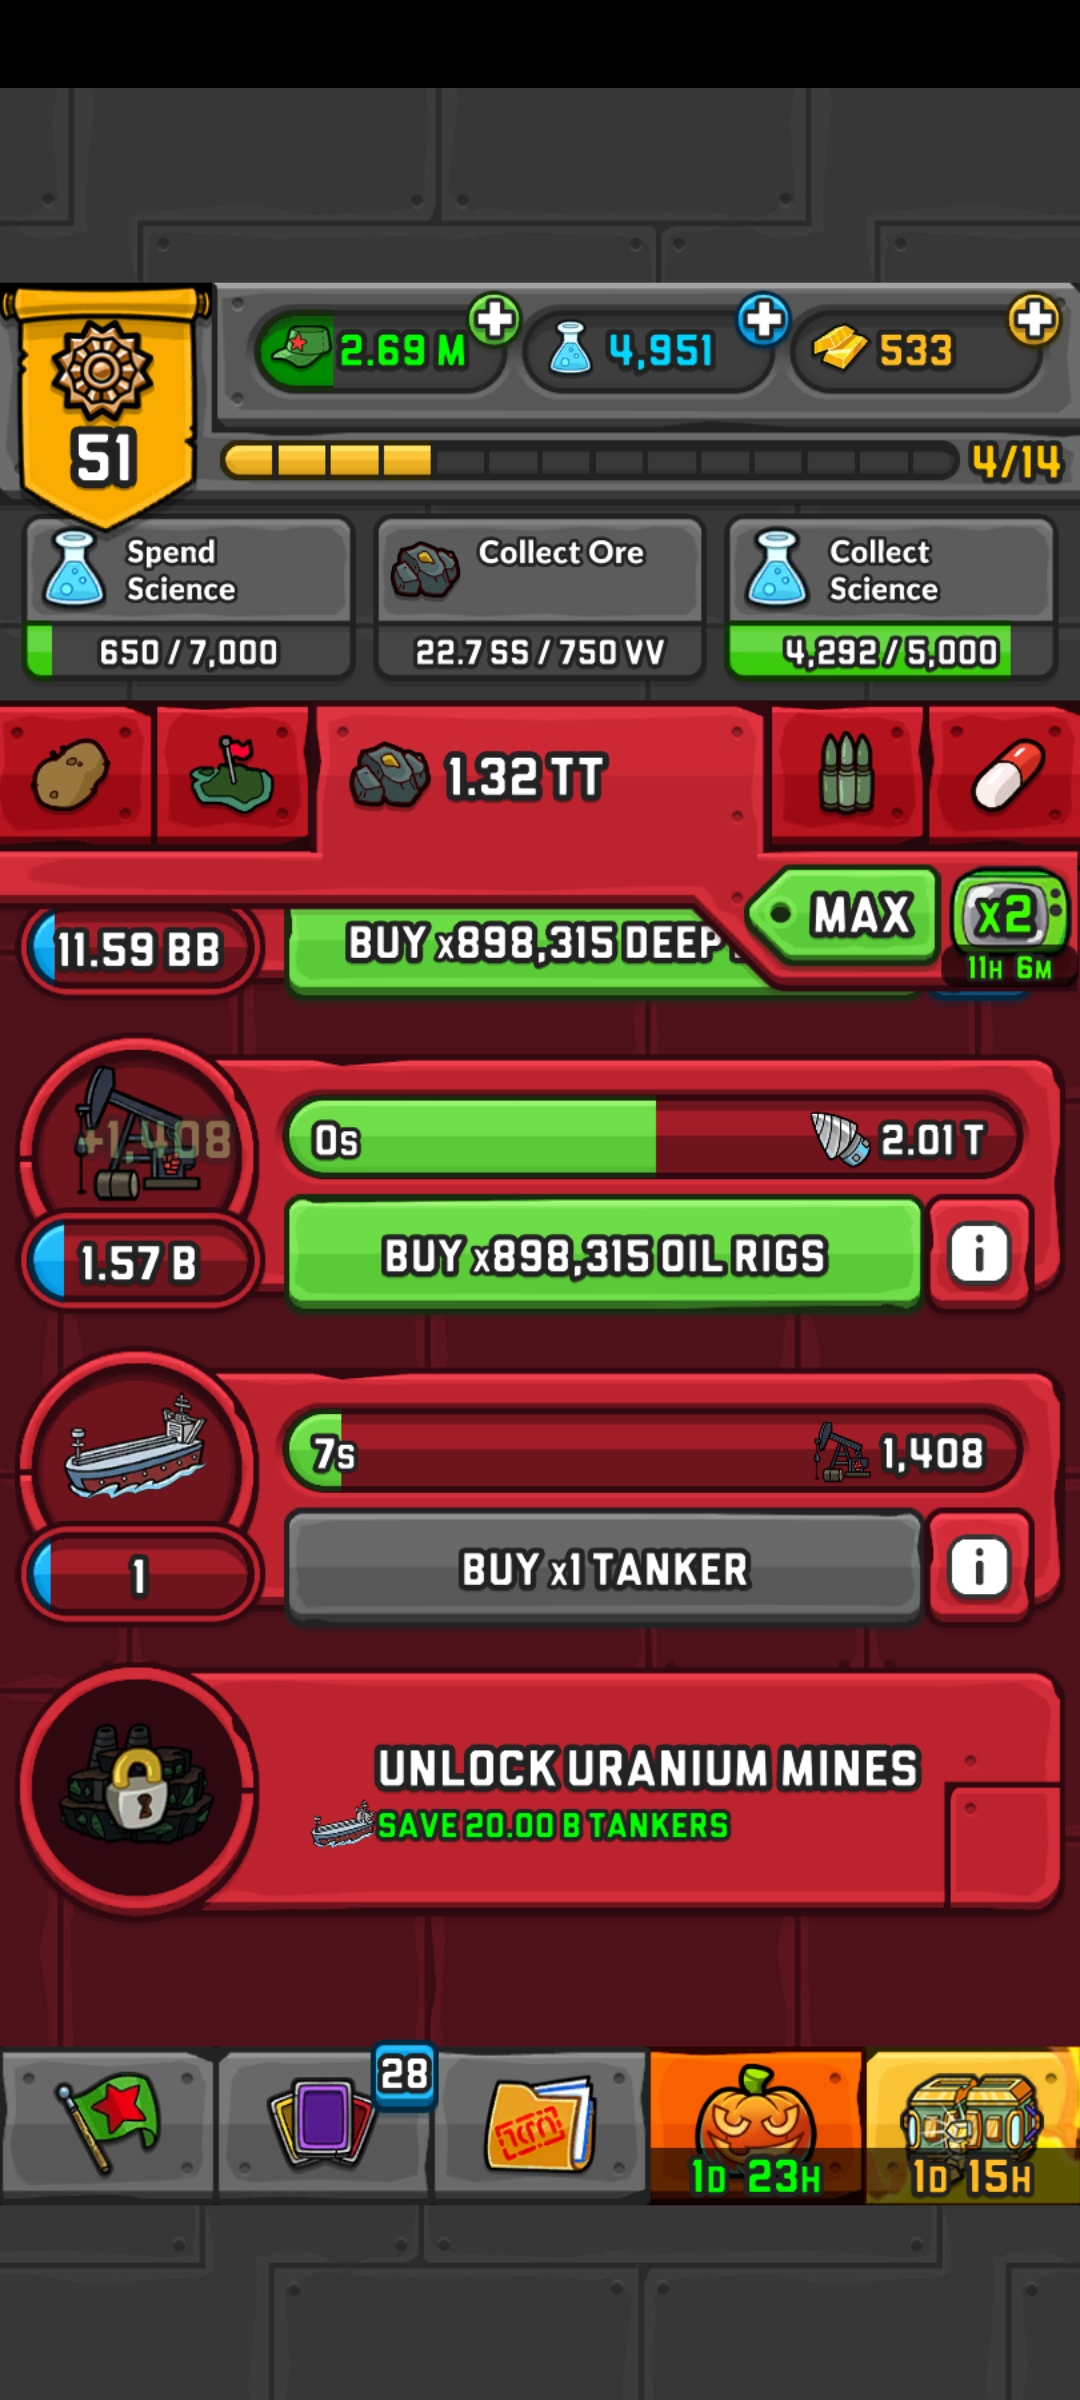 2.69 M
4,951
533
51
4/14
Spend
Science
650 / 7,000
Collect Ore
22.7 SS / 750 VV
Collect
Science
4,292 / 5,000
1.32 TT
MAX
x2
11H 6M
11.59 BB
BUY x898,315 DEEP
+1,408
0s
2.01 T
1.57 B
BUY x898,315 OIL RIGS
i
7s
1,408
1
BUY x1 TANKER
i
UNLOCK URANIUM MINES
SAVE 20.00 B TANKERS
28
1D 23H
1D 15H